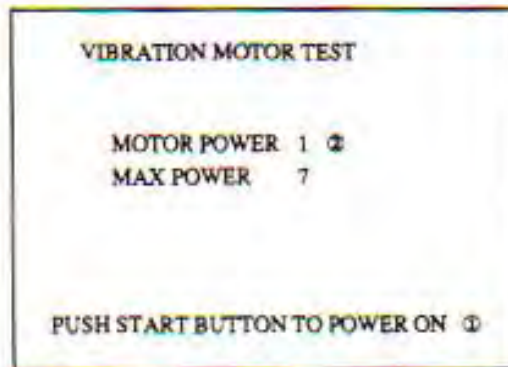 VIBRATION MOTOR TEST
MOTOR POWER 1 ②
MAX POWER 7
PUSH START BUTTON TO POWER ON ①